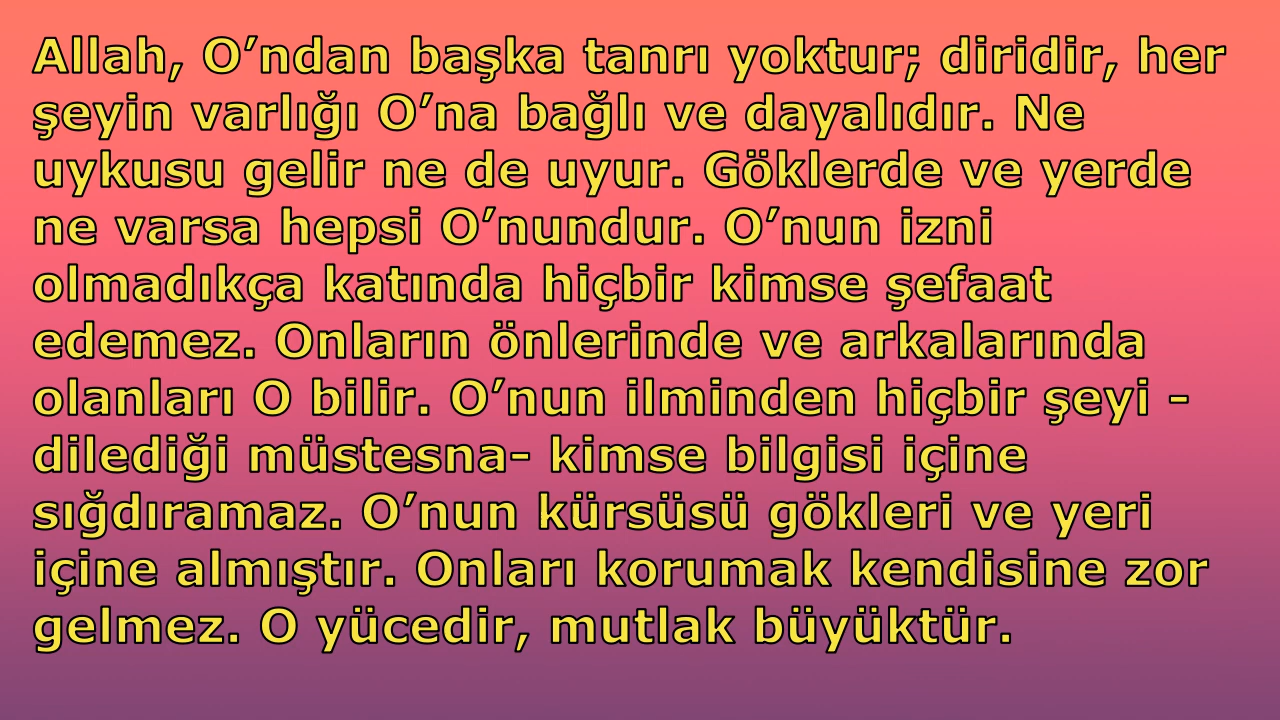 Allah, O’ndan başka tanrı yoktur; diridir, her
şeyin varlığı O’na bağlı ve dayalıdır. Ne
uykusu gelir ne de uyur. Göklerde ve yerde
ne varsa hepsi O’nundur. O’nun izni
olmadıkça katında hiçbir kimse şefaat
edemez. Onların önlerinde ve arkalarında
olanları O bilir. O’nun ilminden hiçbir şeyi -
dilediği müstesna- kimse bilgisi içine
sığdıramaz. O’nun kürsüsü gökleri ve yeri
içine almıştır. Onları korumak kendisine zor
gelmez. O yücedir, mutlak büyüktür.